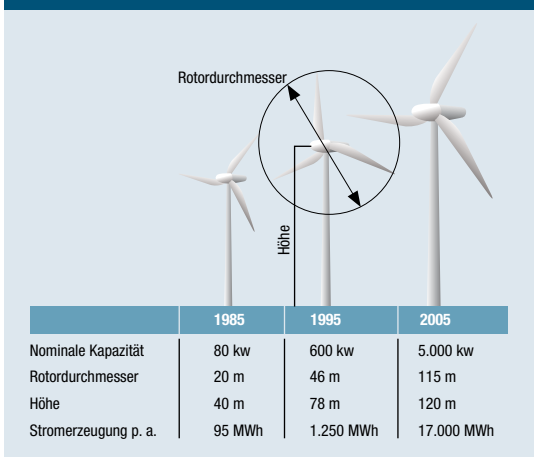 Rotordurchmesser
Höhe
1985 1995 2005
Nominale Kapazität 80 kw 600 kw 5.000 kw
Rotordurchmesser 20 m 46 m 115 m
Höhe 40 m 78 m 120 m
Stromerzeugung p. a. 95 MWh 1.250 MWh 17.000 MWh